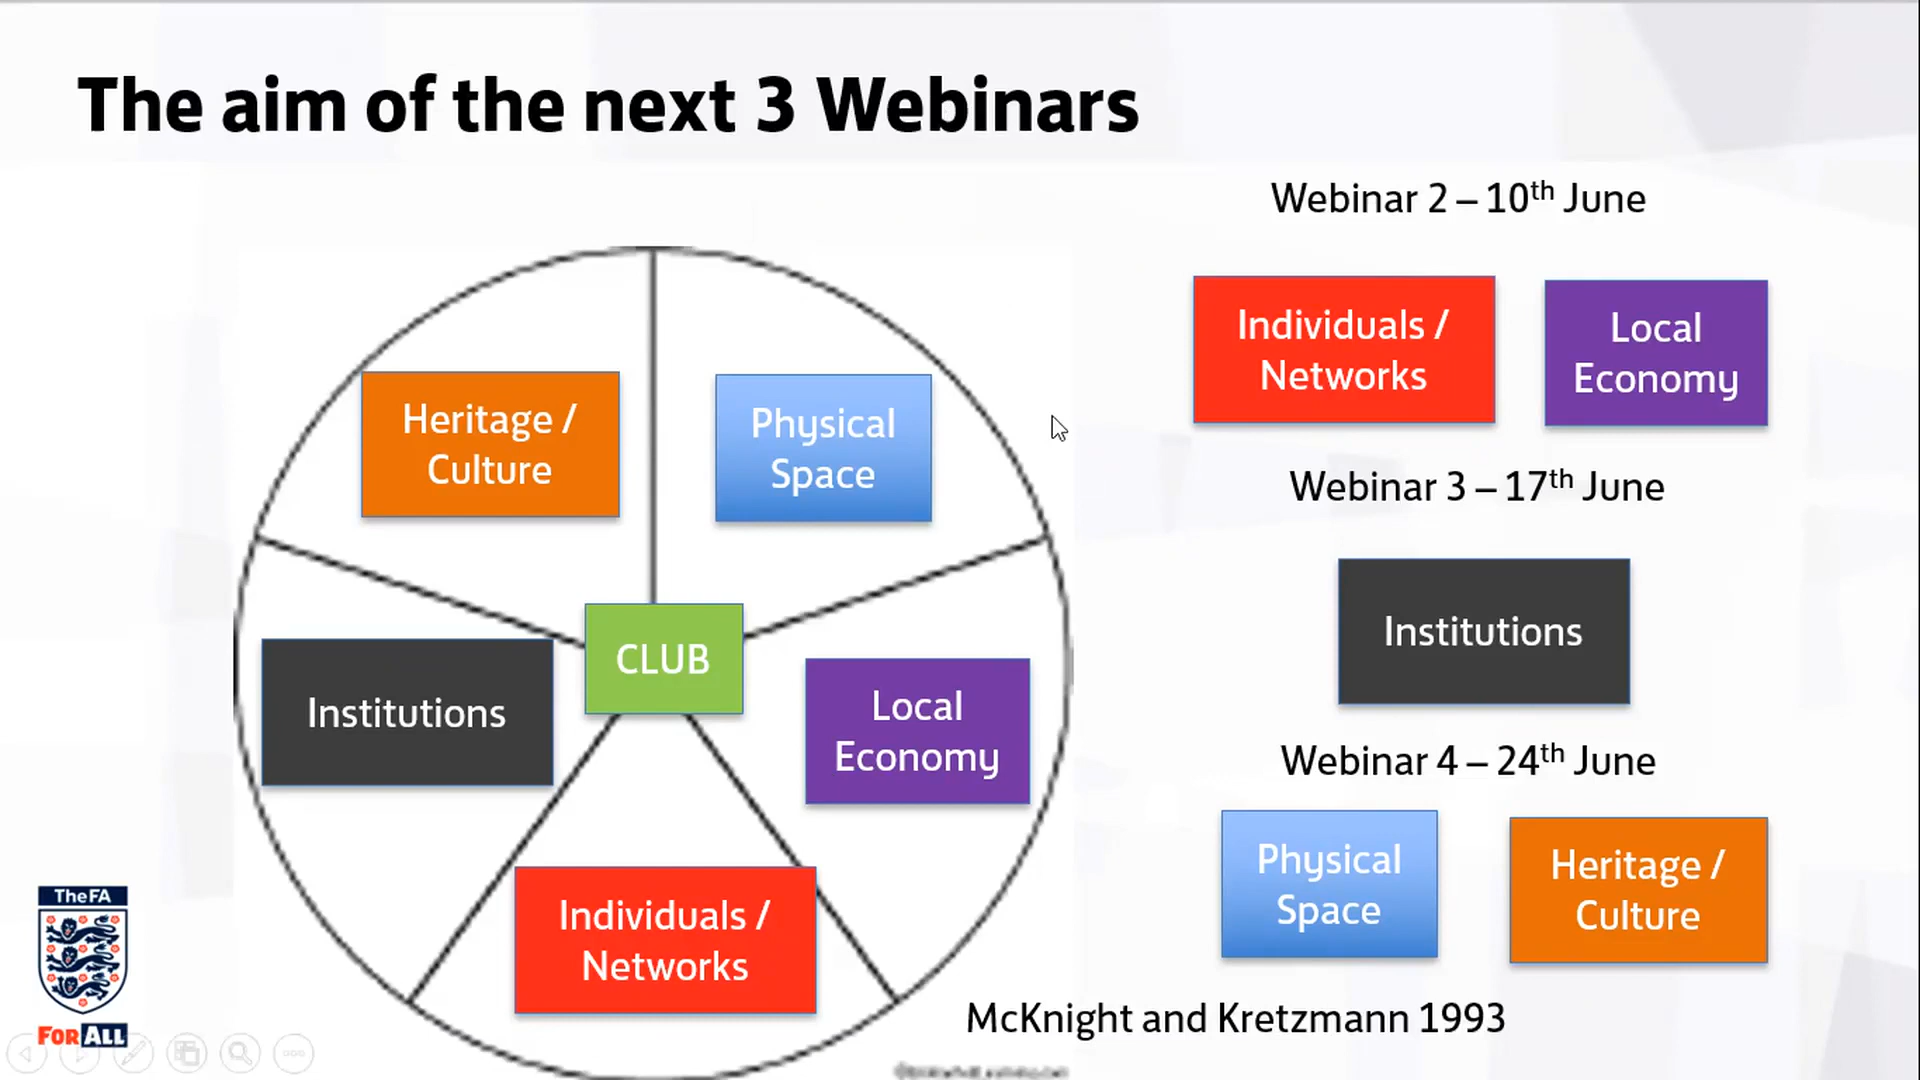 The aim of the next 3 Webinars
Heritage /
Culture
Physical
Space
CLUB
Institutions
Local
Economy
Individuals /
Networks
Webinar 2 – 10th June
Individuals /
Networks
Local
Economy
Webinar 3 – 17th June
Institutions
Webinar 4 – 24th June
Physical
Space
Heritage /
Culture
McKnight and Kretzmann 1993
The FA
FOR ALL